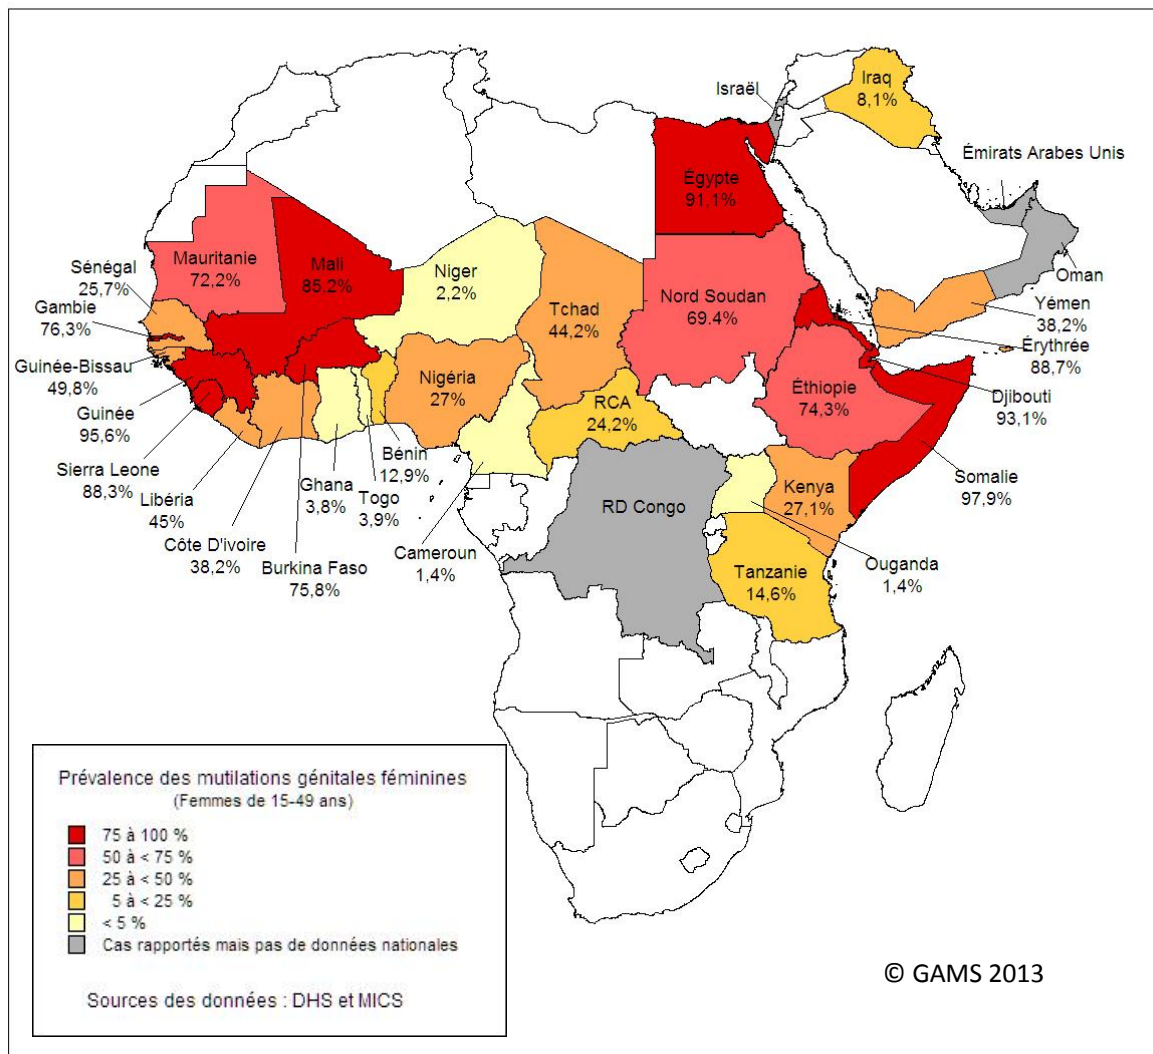 Israël
Iraq
8,1%
Émirats Arabes Unis
Égypte
91,1%
Oman
Mauritanie
72,2%
Mali
85,2%
Niger
2,2%
Tchad
44,2%
Nord Soudan
69.4%
Yémen
38,2%
Sénégal
25,7%
Gambie
76,3%
Guinée-Bissau
49,8%
Guinée
95,6%
Sierra Leone
88,3%
Libéria
45%
Côte D'ivoire
38,2%
Burkina Faso
75,8%
Ghana
3,8%
Togo
3,9%
Bénin
12,9%
Nigéria
27%
Cameroun
1,4%
RCA
24,2%
RD Congo
Éthiopie
74,3%
Érythrée
88,7%
Djibouti
93,1%
Somalie
97,9%
Kenya
27,1%
Ouganda
1,4%
Tanzanie
14,6%
Prévalence des mutilations génitales féminines
(Femmes de 15-49 ans)
75 à 100 %
50 à < 75 %
25 à < 50 %
5 à < 25 %
< 5 %
Cas rapportés mais pas de données nationales
Sources des données : DHS et MICS
© GAMS 2013